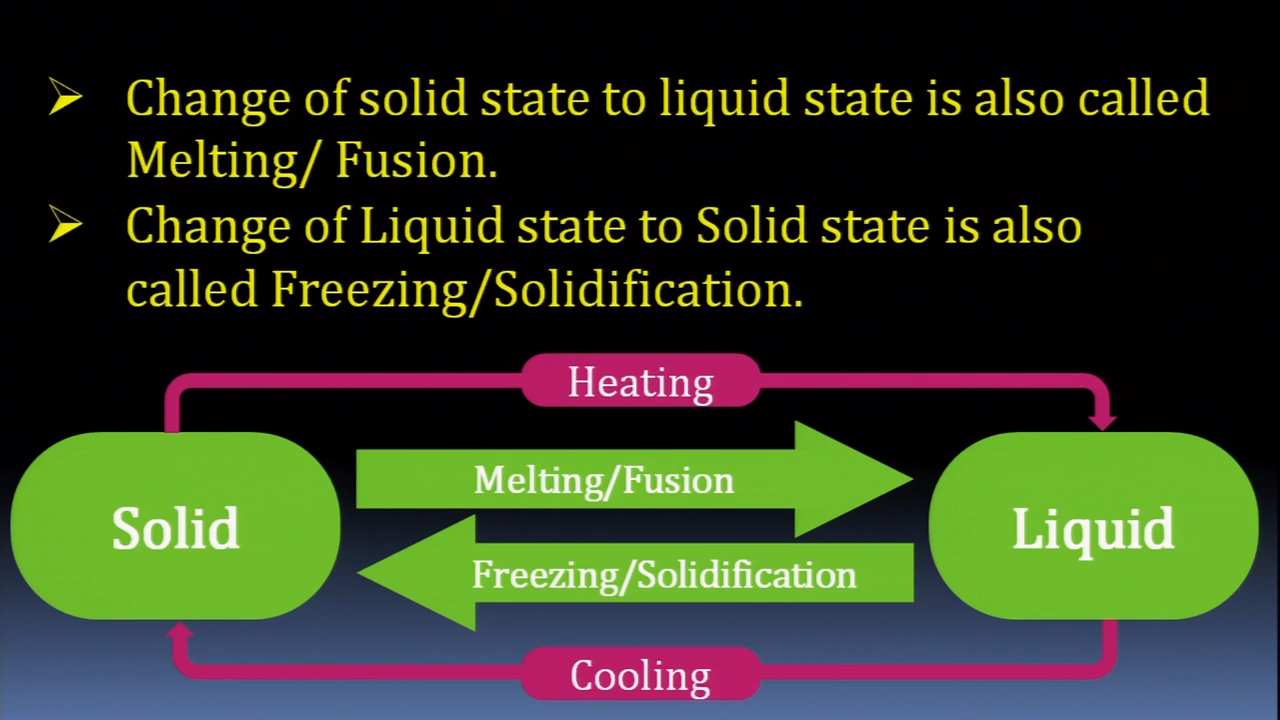 Change of solid state to liquid state is also called
Melting/ Fusion.
Change of Liquid state to Solid state is also
called Freezing/Solidification.
Heating
Melting/Fusion
Solid
Liquid
Freezing/Solidification
Cooling